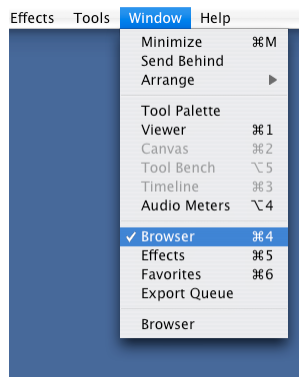 Effects Tools Window Help
Minimize ⌘M
Send Behind
Arrange
Tool Palette
Viewer ⌘1
Canvas ⌘2
Tool Bench ⌥5
Timeline ⌘3
Audio Meters ⌥4
✓ Browser ⌘4
Effects ⌘5
Favorites ⌘6
Export Queue
Browser